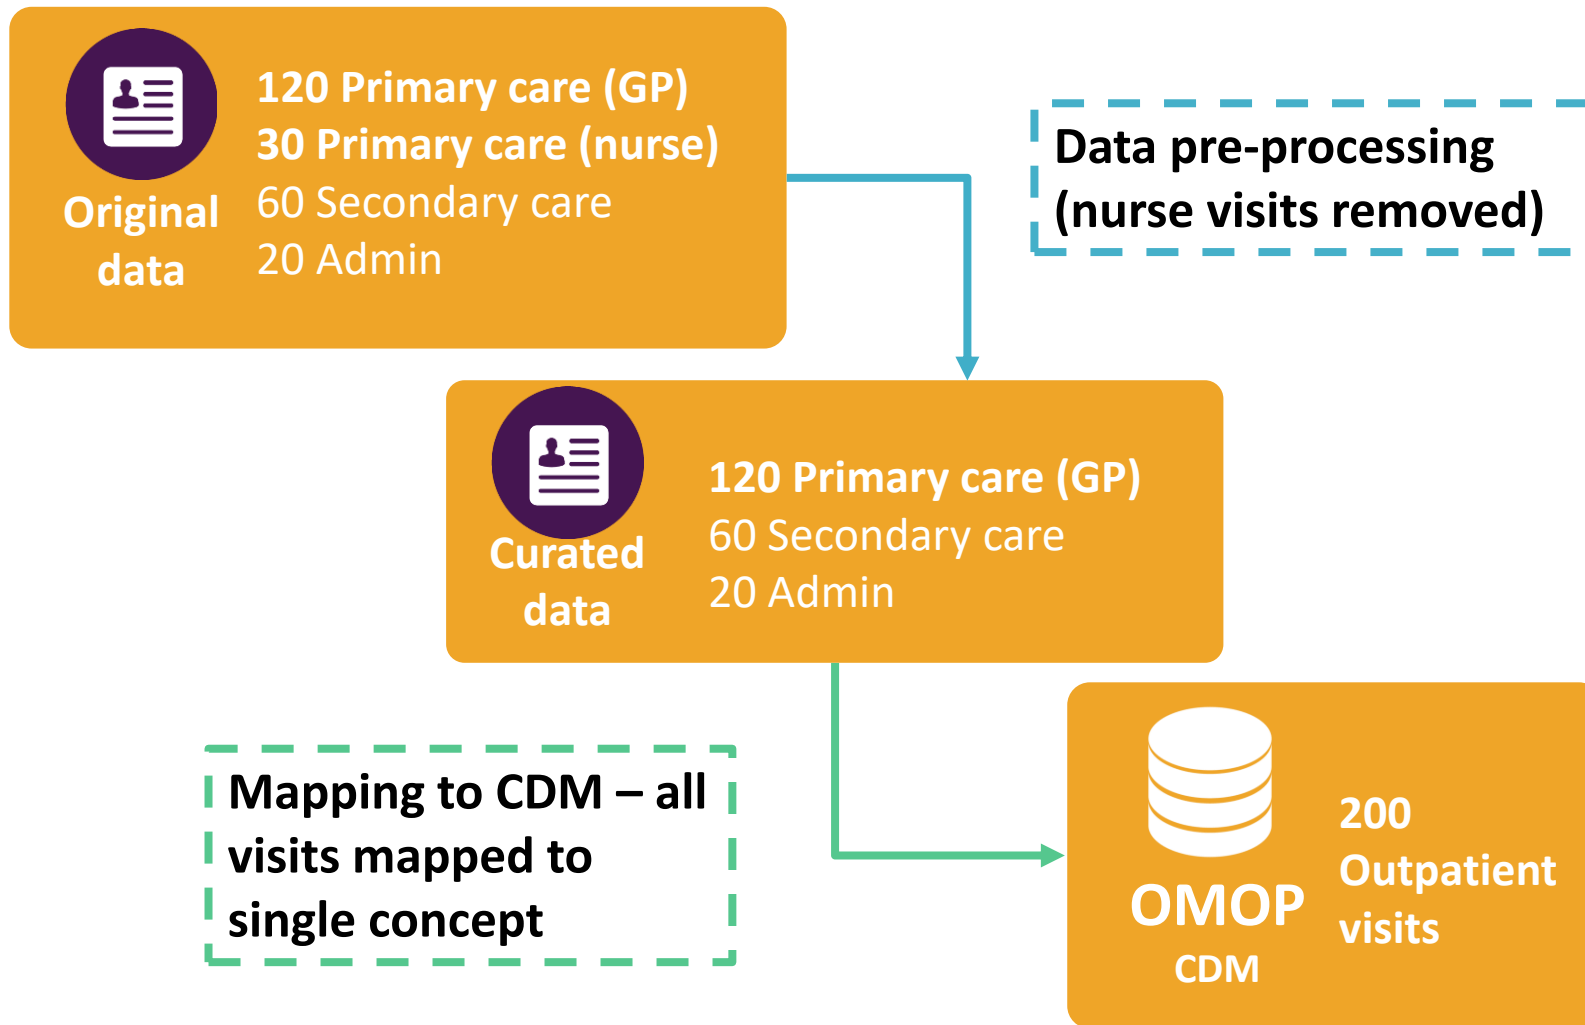 120 Primary care (GP)
30 Primary care (nurse)
60 Secondary care
20 Admin
Original
data
Data pre-processing
(nurse visits removed)
120 Primary care (GP)
60 Secondary care
20 Admin
Curated
data
Mapping to CDM – all
visits mapped to
single concept
OMOP
CDM
200
Outpatient
visits